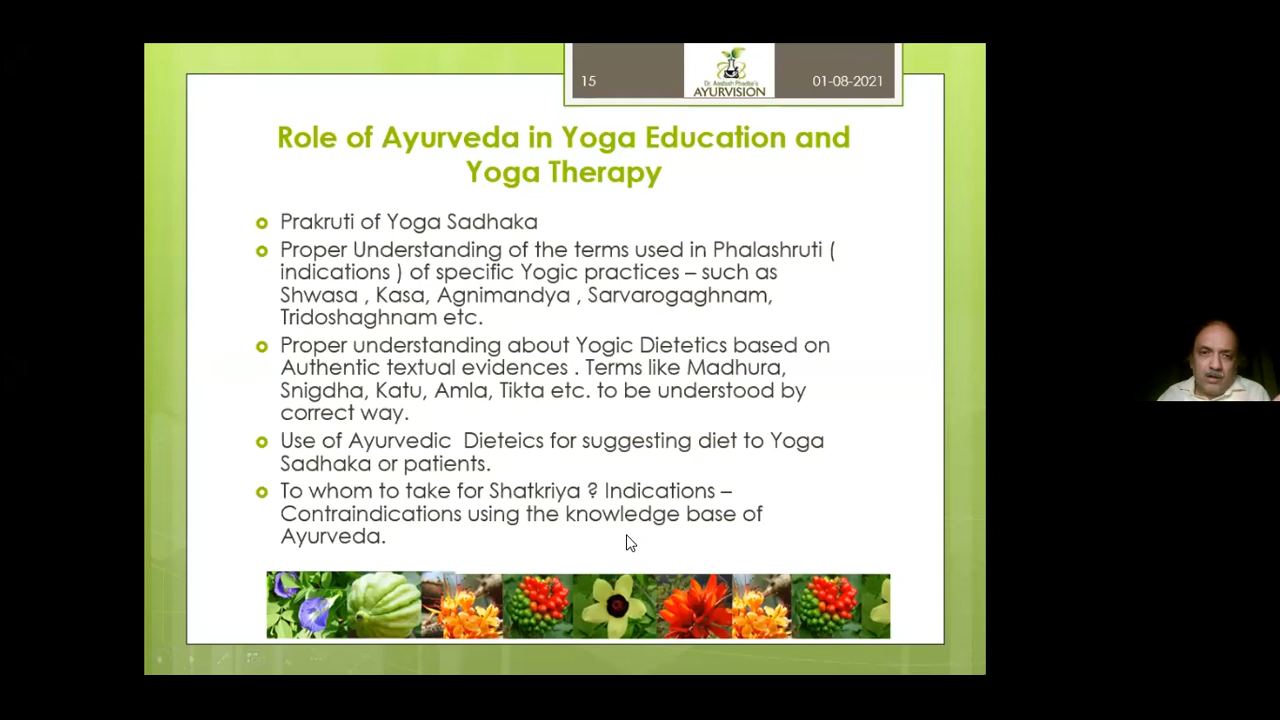 15
Dr. Aashish Phadke's
AYURVISION
01-08-2021
Role of Ayurveda in Yoga Education and
Yoga Therapy
Prakruti of Yoga Sadhaka
Proper Understanding of the terms used in Phalashruti (
indications ) of specific Yogic practices – such as
Shwasa , Kasa, Agnimandya , Sarvarogaghnam,
Tridoshaghnam etc.
Proper understanding about Yogic Dietetics based on
Authentic textual evidences . Terms like Madhura,
Snigdha, Katu, Amla, Tikta etc. to be understood by
correct way.
Use of Ayurvedic  Dieteics for suggesting diet to Yoga
Sadhaka or patients.
To whom to take for Shatkriya ? Indications –
Contraindications using the knowledge base of
Ayurveda.